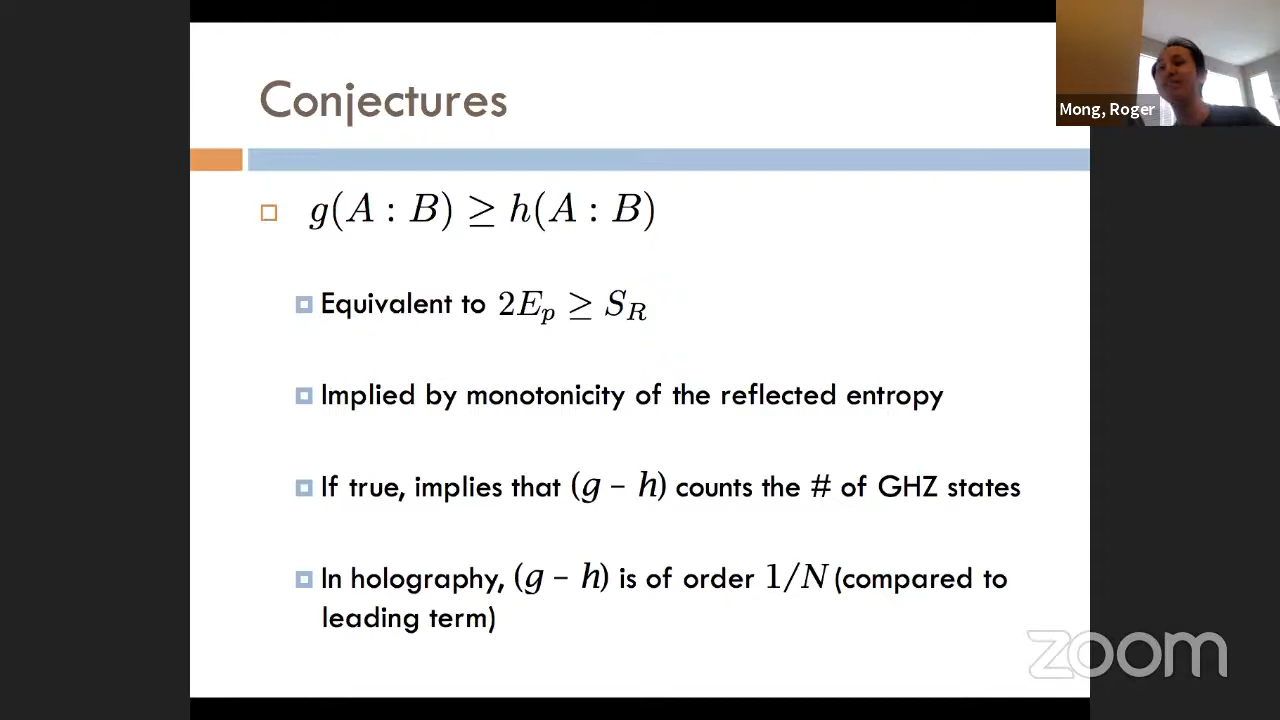 Conjectures
Mong, Roger
g(A : B) ≥ h(A : B)
Equivalent to 2E_p ≥ S_R
Implied by monotonicity of the reflected entropy
If true, implies that (g – h) counts the # of GHZ states
In holography, (g – h) is of order 1/N (compared to
leading term)
zoom